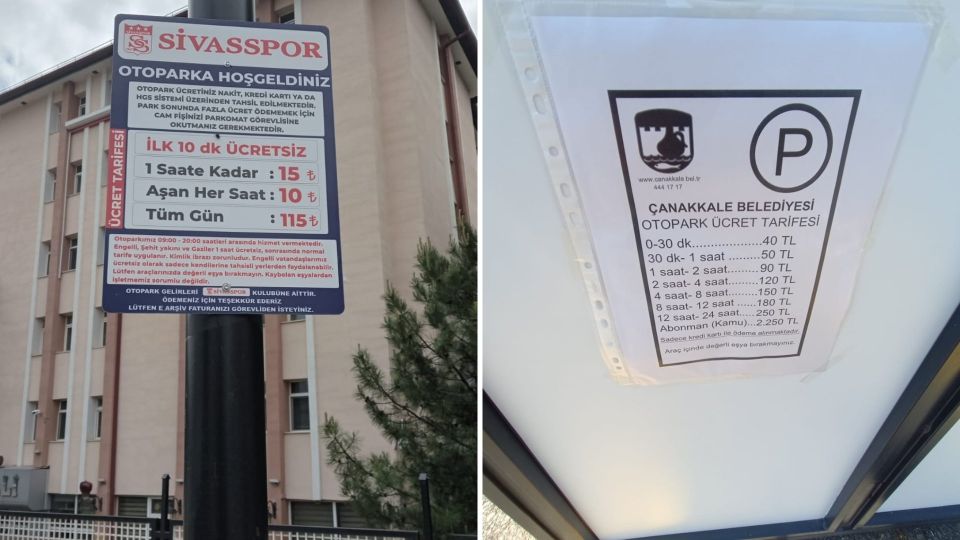 SİVASSPOR
OTOPARKA HOŞGELDİNİZ
OTOPARK ÜCRETİNİZ NAKİT, KREDİ KARTI YA DA
HGS SİSTEMİ ÜZERİNDEN TAHSİL EDİLMEKTEDİR.
PARK SONUNDA FAZLA ÜCRET ÖDEMEMEK İÇİN
CAM FİŞİNİZİ PARKOMAT GÖREVLİSİNE
OKUTMANIZ GEREKMEKTEDİR.
ÜCRET TARİFESİ
İLK 10 dk ÜCRETSİZ
1 Saate Kadar : 15 ₺
Aşan Her Saat : 10 ₺
Tüm Gün : 115 ₺
Otoparkımız 09:00 - 20:00 saatleri arasında hizmet vermektedir.
Engelli, Şehit yakını ve Gaziler 1 saat ücretsiz, sonrasında normal
tarife uygulanır. Kimlik ibrazı zorunludur. Engelli vatandaşlarımız
ücretsiz olarak sadece kendilerine tahsisli yerlerden faydalanabilir.
Lütfen araçlarınızda değerli eşya bırakmayın. Kaybolan eşyalardan
işletmemiz sorumlu değildir.
OTOPARK GELİRLERİ SİVASSPOR KULUBÜNE AİTTİR.
ÖDEMENİZ İÇİN TEŞEKKÜR EDERİZ
LÜTFEN E ARŞİV FATURANIZI GÖREVLİDEN İSTEYİNİZ.
P
www.çanakkale.bel.tr
444 17 17
ÇANAKKALE BELEDİYESİ
OTOPARK ÜCRET TARİFESİ
0-30 dk....................40 TL
30 dk- 1 saat .........50 TL
1 saat- 2 saat.........90 TL
2 saat- 4 saat........120 TL
4 saat- 8 saat........150 TL
8 saat- 12 saat ......180 TL
12 saat- 24 saat.....250 TL
Abonman (Kamu)...2.250 TL
Sadece kredi kartı ile ödeme alınmaktadır.
Araç içinde değerli eşya bırakmayınız.